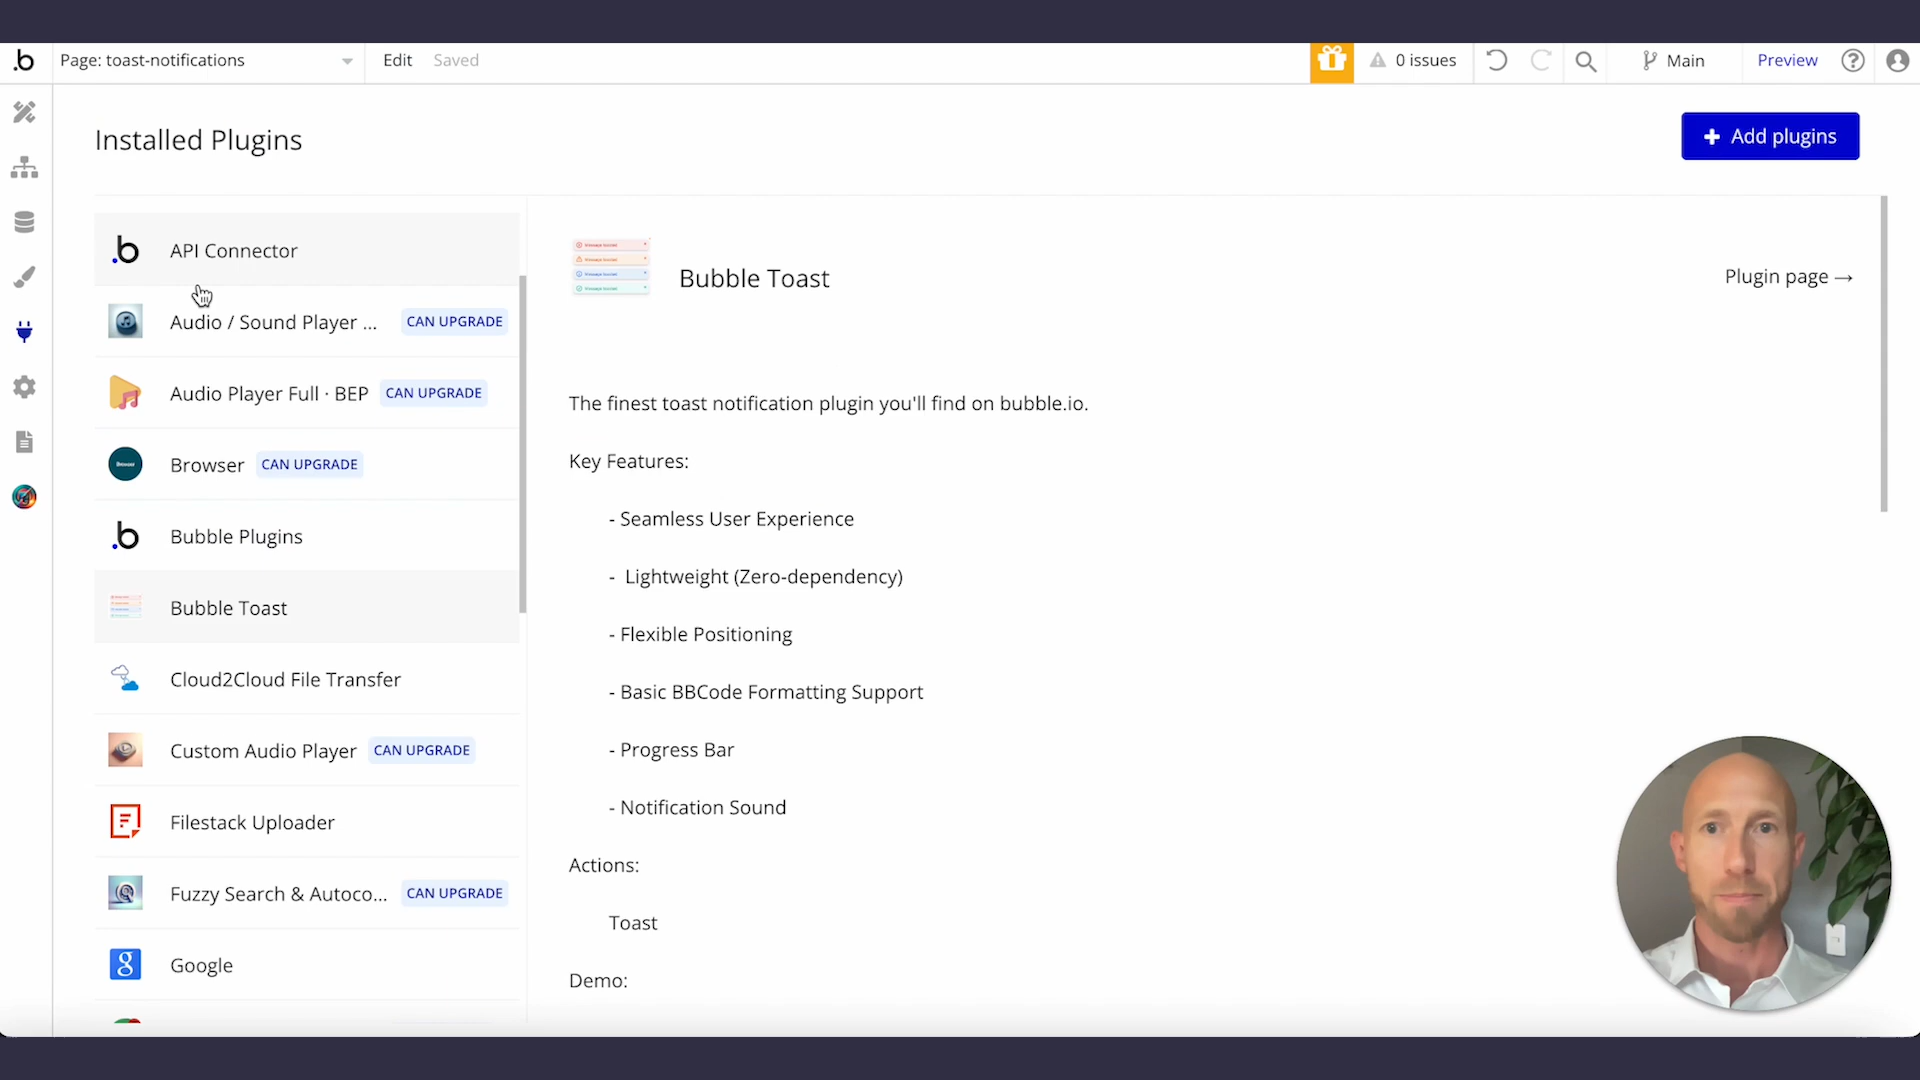 .b Page: toast-notifications Edit Saved 0 issues Main Preview ?
Installed Plugins
+ Add plugins
.b API Connector
Audio / Sound Player ... CAN UPGRADE
Audio Player Full · BEP CAN UPGRADE
Browser CAN UPGRADE
.b Bubble Plugins
Bubble Toast
Cloud2Cloud File Transfer
Custom Audio Player CAN UPGRADE
Filestack Uploader
Fuzzy Search & Autoco... CAN UPGRADE
g Google
Bubble Toast
Plugin page →
The finest toast notification plugin you'll find on bubble.io.
Key Features:
- Seamless User Experience
- Lightweight (Zero-dependency)
- Flexible Positioning
- Basic BBCode Formatting Support
- Progress Bar
- Notification Sound
Actions:
Toast
Demo: